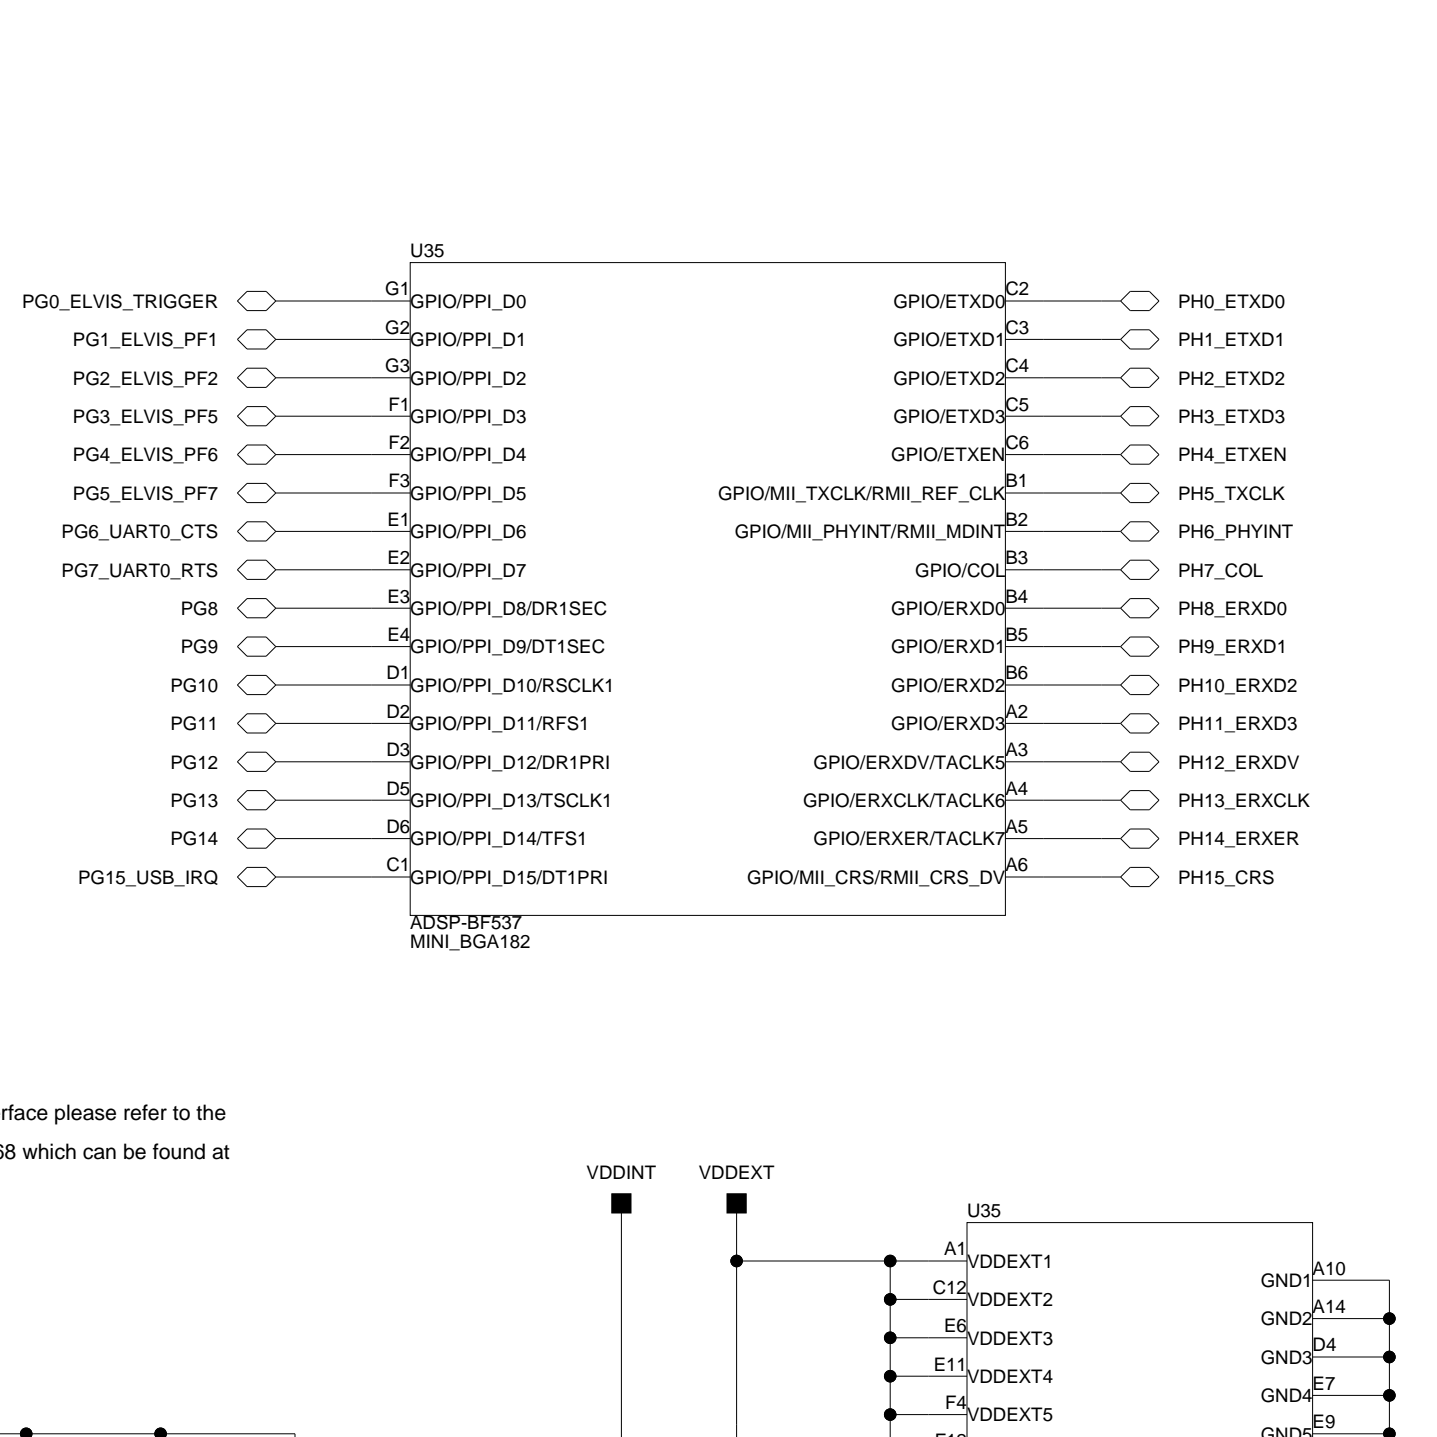 U35
PG0_ELVIS_TRIGGER G1 GPIO/PPI_D0 GPIO/ETXD0 C2 PH0_ETXD0
PG1_ELVIS_PF1 G2 GPIO/PPI_D1 GPIO/ETXD1 C3 PH1_ETXD1
PG2_ELVIS_PF2 G3 GPIO/PPI_D2 GPIO/ETXD2 C4 PH2_ETXD2
PG3_ELVIS_PF5 F1 GPIO/PPI_D3 GPIO/ETXD3 C5 PH3_ETXD3
PG4_ELVIS_PF6 F2 GPIO/PPI_D4 GPIO/ETXEN C6 PH4_ETXEN
PG5_ELVIS_PF7 F3 GPIO/PPI_D5 GPIO/MII_TXCLK/RMII_REF_CLK B1 PH5_TXCLK
PG6_UART0_CTS E1 GPIO/PPI_D6 GPIO/MII_PHYINT/RMII_MDINT B2 PH6_PHYINT
PG7_UART0_RTS E2 GPIO/PPI_D7 GPIO/COL B3 PH7_COL
PG8 E3 GPIO/PPI_D8/DR1SEC GPIO/ERXD0 B4 PH8_ERXD0
PG9 E4 GPIO/PPI_D9/DT1SEC GPIO/ERXD1 B5 PH9_ERXD1
PG10 D1 GPIO/PPI_D10/RSCLK1 GPIO/ERXD2 B6 PH10_ERXD2
PG11 D2 GPIO/PPI_D11/RFS1 GPIO/ERXD3 A2 PH11_ERXD3
PG12 D3 GPIO/PPI_D12/DR1PRI GPIO/ERXDV/TACLK5 A3 PH12_ERXDV
PG13 D5 GPIO/PPI_D13/TSCLK1 GPIO/ERXCLK/TACLK6 A4 PH13_ERXCLK
PG14 D6 GPIO/PPI_D14/TFS1 GPIO/ERXER/TACLK7 A5 PH14_ERXER
PG15_USB_IRQ C1 GPIO/PPI_D15/DT1PRI GPIO/MII_CRS/RMII_CRS_DV A6 PH15_CRS
ADSP-BF537
MINI_BGA182
rface please refer to the
68 which can be found at
VDDINT VDDEXT
U35
A1 VDDEXT1
GND1 A10
C12 VDDEXT2
GND2 A14
E6 VDDEXT3
GND3 D4
E11 VDDEXT4
GND4 E7
F4 VDDEXT5
GND5 E9